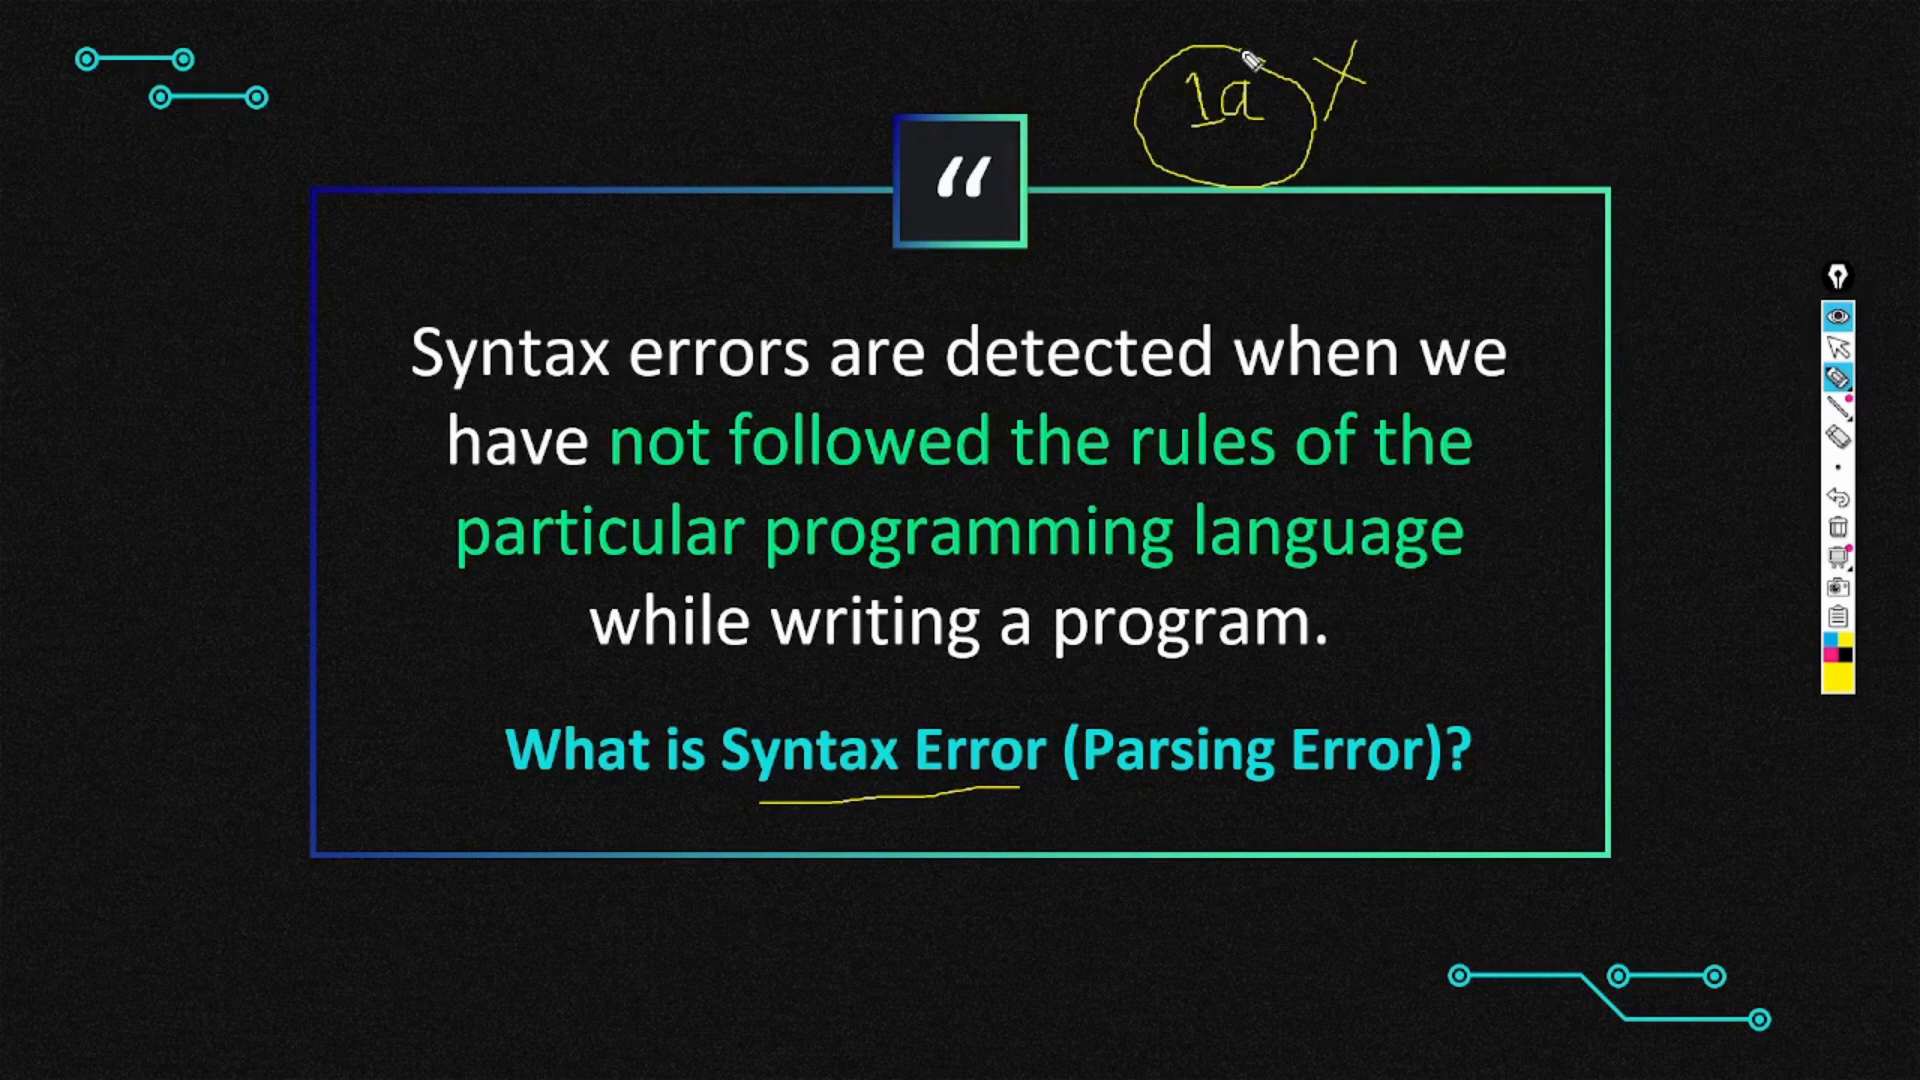 1a X
“
Syntax errors are detected when we
have not followed the rules of the
particular programming language
while writing a program.
What is Syntax Error (Parsing Error)?